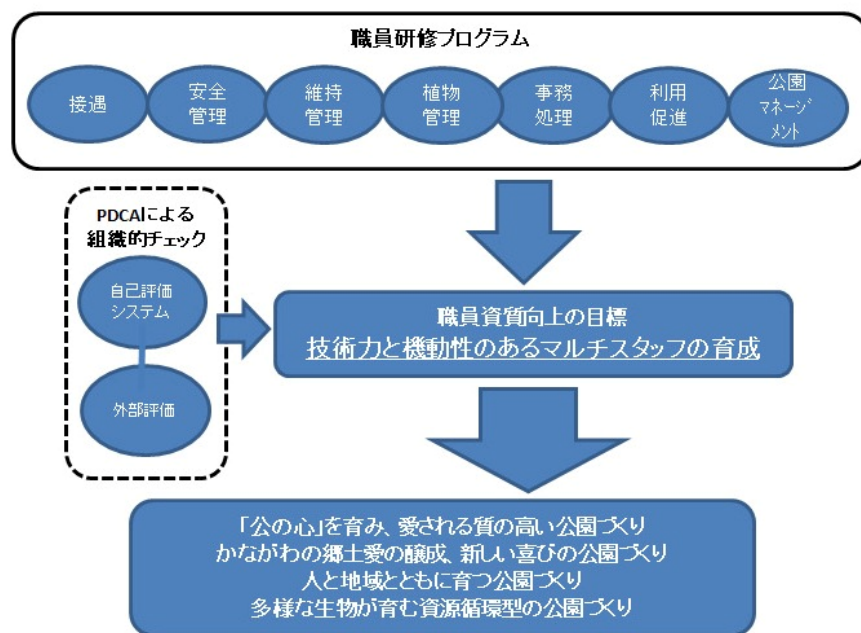 職員研修プログラム
接遇
安全
管理
維持
管理
植物
管理
事務
処理
利用
促進
公園
マネージ
メント
PDCAによる
組織的チェック
自己評価
システム
外部評価
職員資質向上の目標
技術力と機動性のあるマルチスタッフの育成
「公の心」を育み、愛される質の高い公園づくり
かながわの郷土愛の醸成、新しい喜びの公園づくり
人と地域とともに育つ公園づくり
多様な生物が育む資源循環型の公園づくり